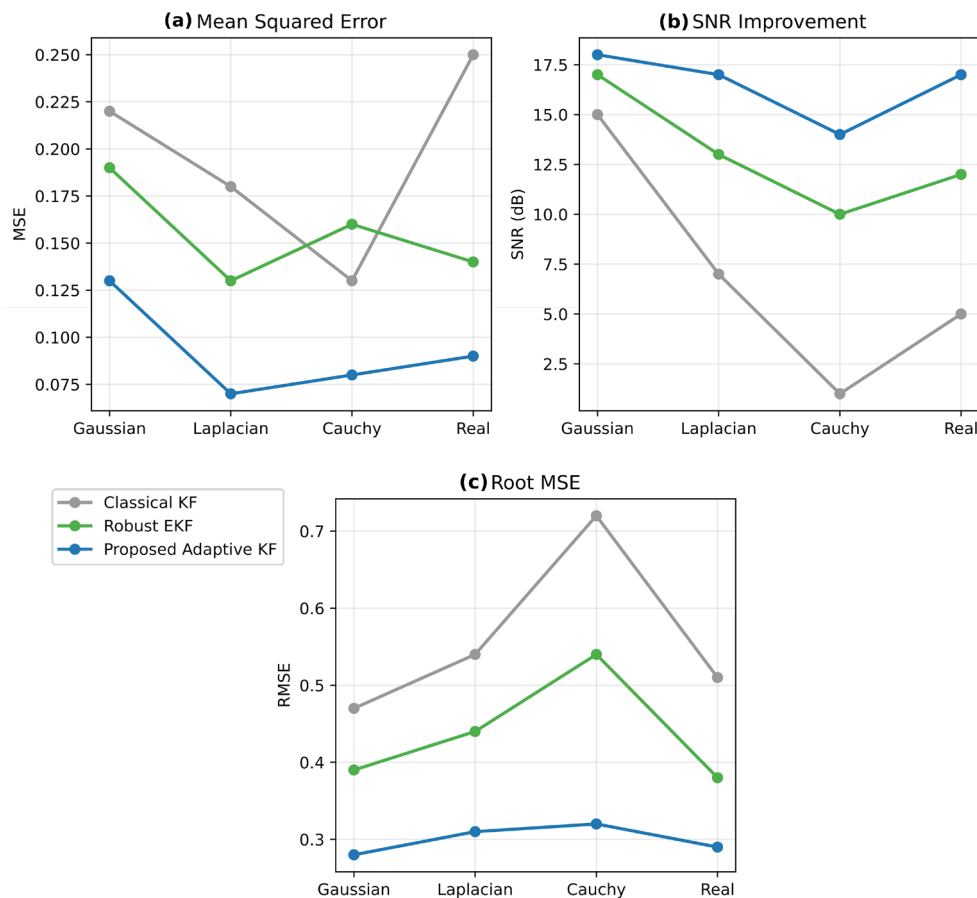 (a) Mean Squared Error
0.250
0.225
0.200
0.175
0.150
0.125
0.100
0.075
MSE
Gaussian Laplacian Cauchy Real
(b) SNR Improvement
17.5
15.0
12.5
10.0
7.5
5.0
2.5
SNR (dB)
Gaussian Laplacian Cauchy Real
Classical KF
Robust EKF
Proposed Adaptive KF
(c) Root MSE
0.7
0.6
0.5
0.4
0.3
RMSE
Gaussian Laplacian Cauchy Real